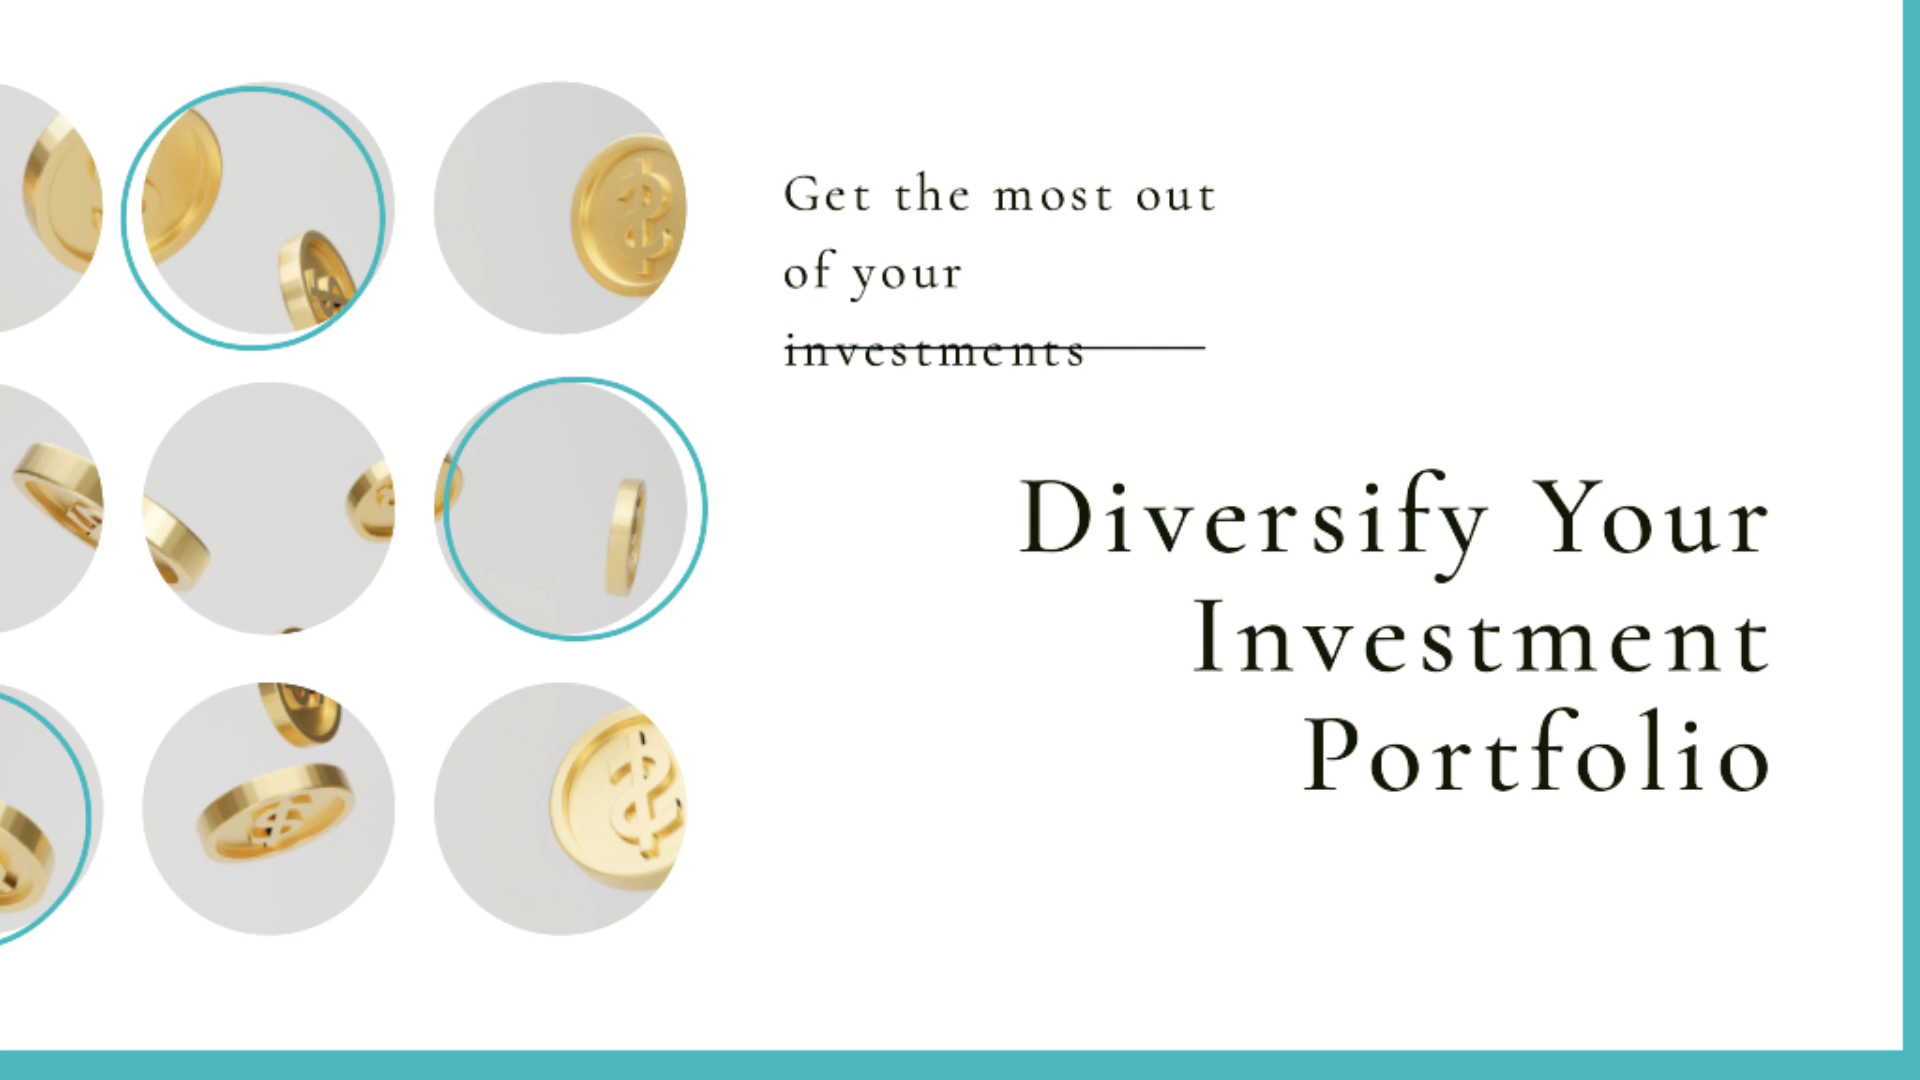 Get the most out
of your
investments
Diversify Your
Investment
Portfolio